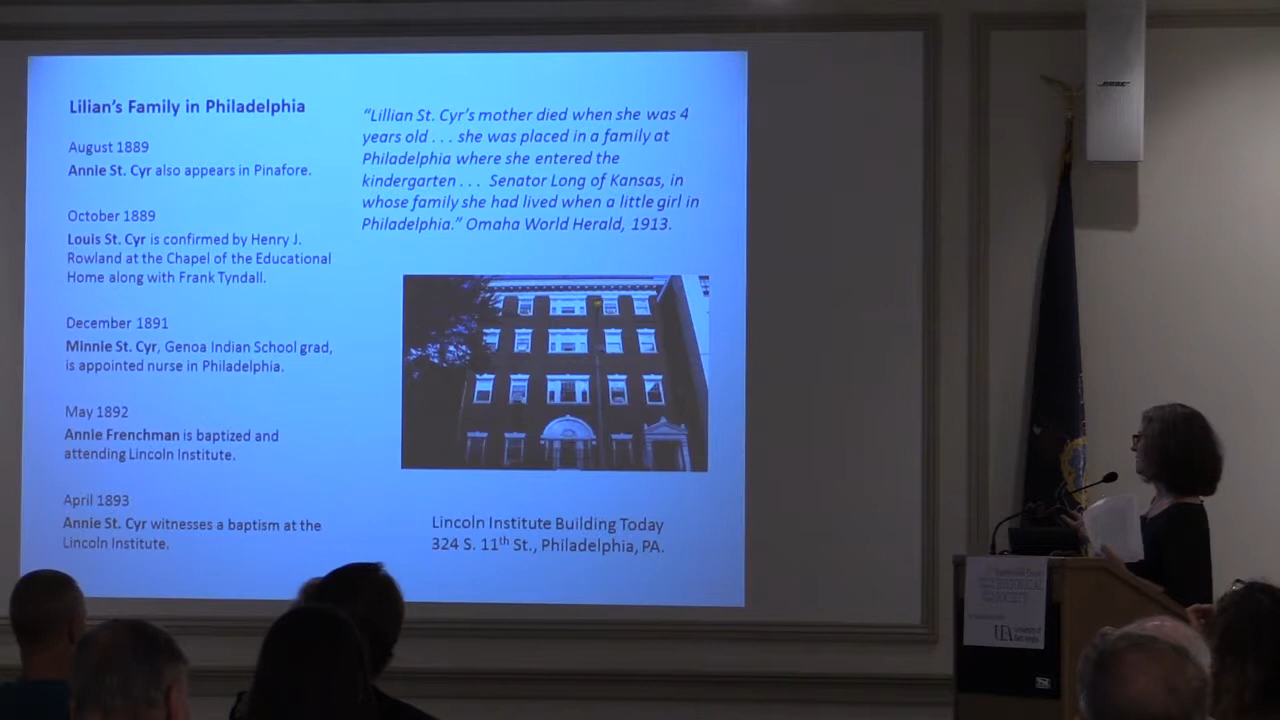 Lilian's Family in Philadelphia
August 1889
Annie St. Cyr also appears in Pinafore.
October 1889
Louis St. Cyr is confirmed by Henry J.
Rowland at the Chapel of the Educational
Home along with Frank Tyndall.
December 1891
Minnie St. Cyr, Genoa Indian School grad,
is appointed nurse in Philadelphia.
May 1892
Annie Frenchman is baptized and
attending Lincoln Institute.
April 1893
Annie St. Cyr witnesses a baptism at the
Lincoln Institute.
“Lillian St. Cyr’s mother died when she was 4
years old . . . she was placed in a family at
Philadelphia where she entered the
kindergarten . . . Senator Long of Kansas, in
whose family she had lived when a little girl in
Philadelphia.” Omaha World Herald, 1913.
Lincoln Institute Building Today
324 S. 11th St., Philadelphia, PA.
BOSE
HISTORICAL
SOCIETY
UEA University of
East Anglia